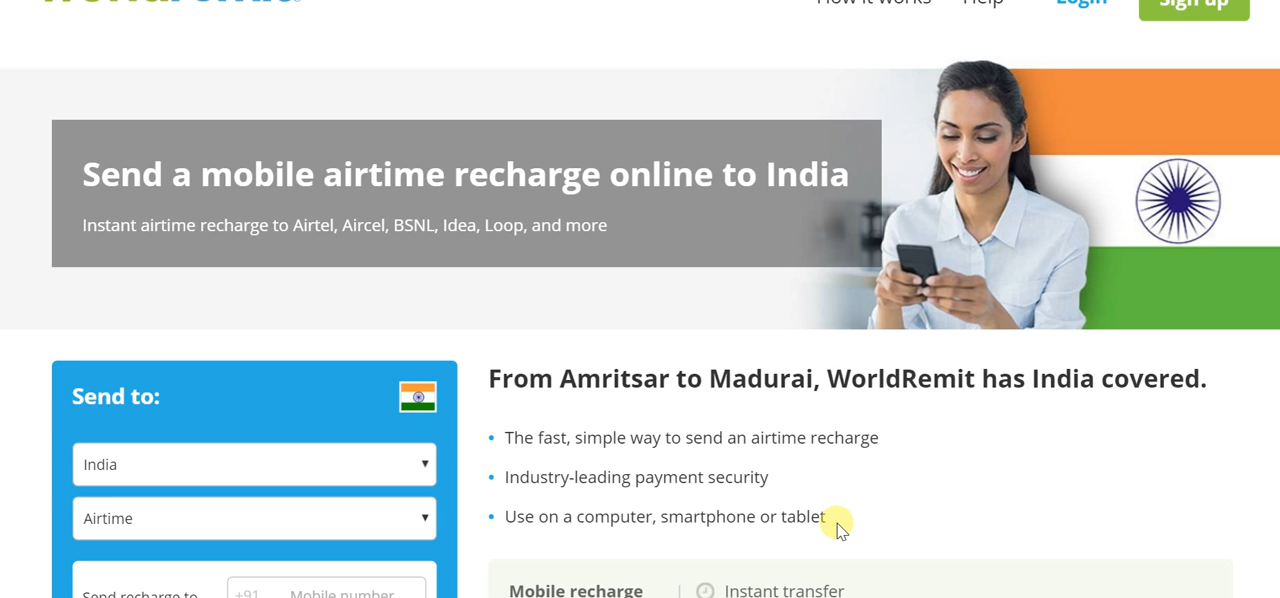 How it works Help Login Sign up
Send a mobile airtime recharge online to India
Instant airtime recharge to Airtel, Aircel, BSNL, Idea, Loop, and more
Send to:
India
Airtime
Send recharge to +91 Mobile number
From Amritsar to Madurai, WorldRemit has India covered.
• The fast, simple way to send an airtime recharge
• Industry-leading payment security
• Use on a computer, smartphone or tablet
Mobile recharge | Instant transfer